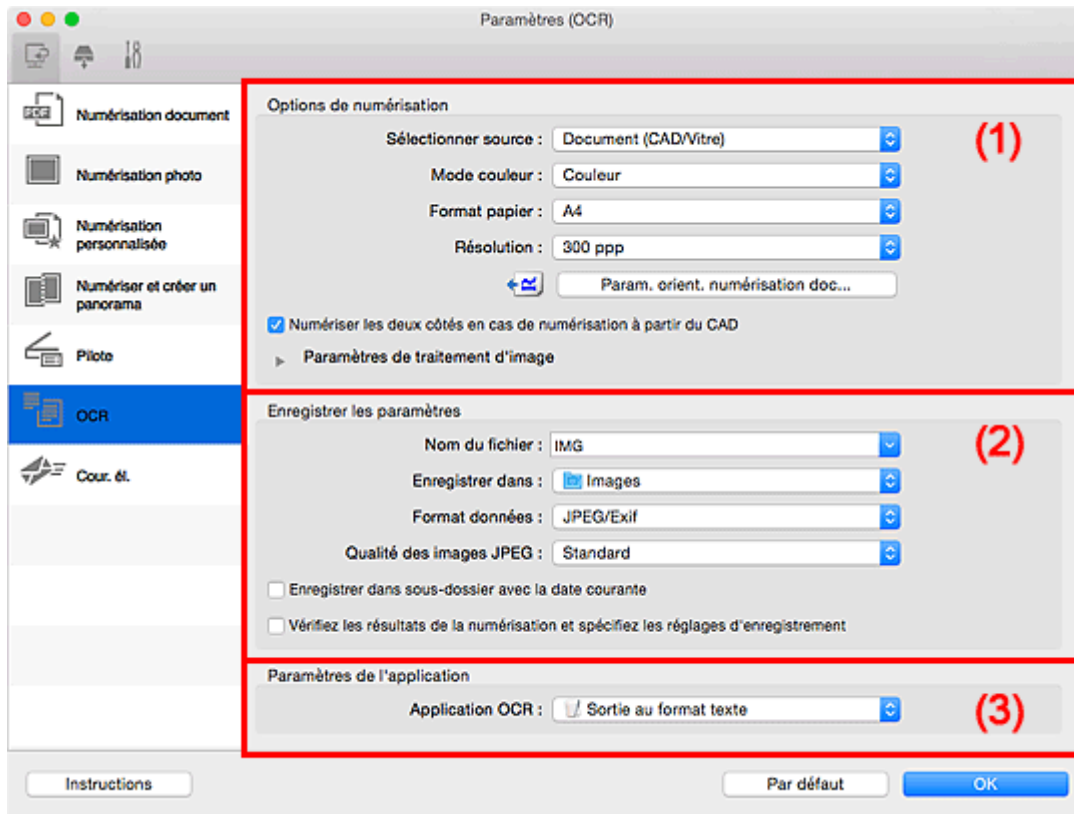 Paramètres (OCR)
Numérisation document
Numérisation photo
Numérisation
personnalisée
Numériser et créer un
panorama
Pilote
OCR
Cour. él.
Options de numérisation
(1)
Sélectionner source : Document (CAD/Vitre)
Mode couleur : Couleur
Format papier : A4
Résolution : 300 ppp
Param. orient. numérisation doc...
Numériser les deux côtés en cas de numérisation à partir du CAD
Paramètres de traitement d'image
Enregistrer les paramètres
(2)
Nom du fichier : IMG
Enregistrer dans : Images
Format données : JPEG/Exif
Qualité des images JPEG : Standard
Enregistrer dans sous-dossier avec la date courante
Vérifiez les résultats de la numérisation et spécifiez les réglages d'enregistrement
Paramètres de l'application
Application OCR : Sortie au format texte
(3)
Instructions
Par défaut
OK